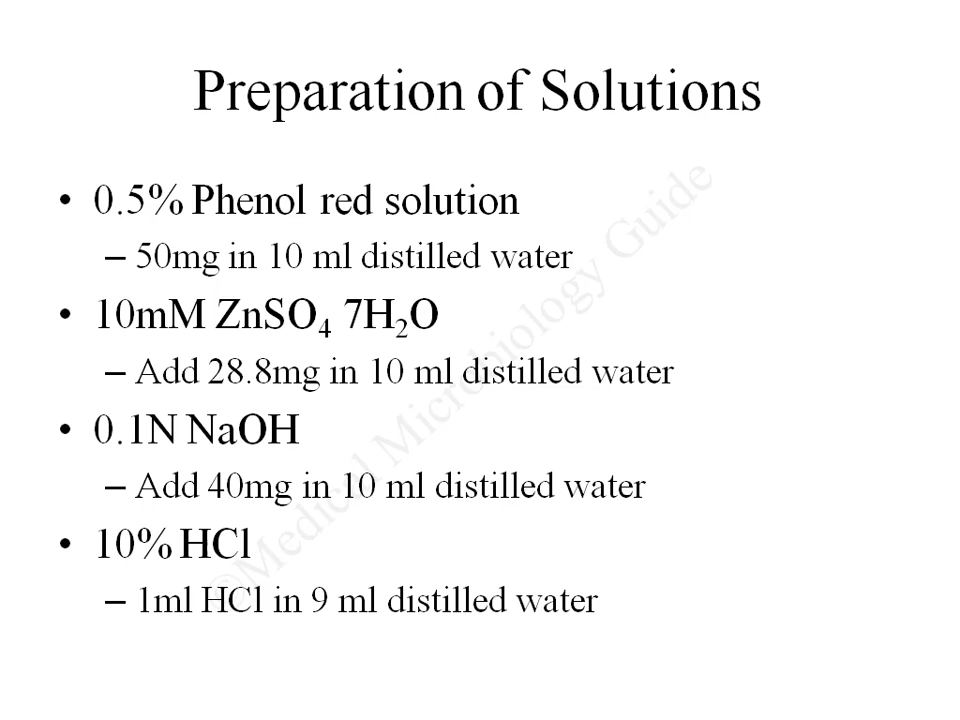 Preparation of Solutions
• 0.5% Phenol red solution
– 50mg in 10 ml distilled water
• 10mM ZnSO₄ 7H₂O
– Add 28.8mg in 10 ml distilled water
• 0.1N NaOH
– Add 40mg in 10 ml distilled water
• 10% HCl
– 1ml HCl in 9 ml distilled water
©Medical Microbiology Guide